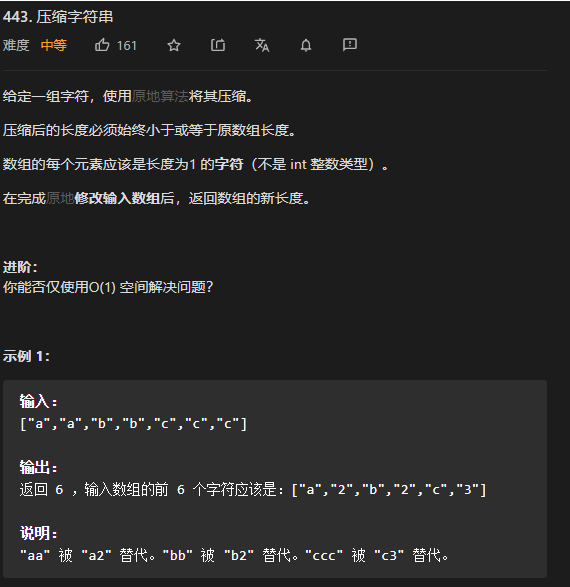 443. 压缩字符串
难度 中等 161
给定一组字符，使用原地算法将其压缩。
压缩后的长度必须始终小于或等于原数组长度。
数组的每个元素应该是长度为1 的字符（不是 int 整数类型）。
在完成原地修改输入数组后，返回数组的新长度。
进阶：
你能否仅使用O(1) 空间解决问题？
示例 1：
输入：
["a","a","b","b","c","c","c"]
输出：
返回 6 ，输入数组的前 6 个字符应该是：["a","2","b","2","c","3"]
说明：
"aa" 被 "a2" 替代。"bb" 被 "b2" 替代。"ccc" 被 "c3" 替代。